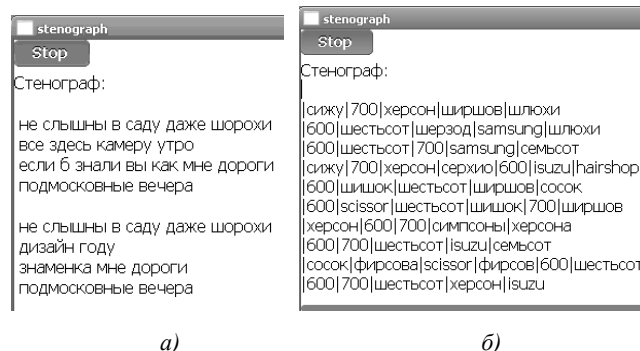 stenograph
Stop
Стенограф:
не слышны в саду даже шорохи
все здесь камеру утро
если б знали вы как мне дороги
подмосковные вечера
не слышны в саду даже шорохи
дизайн году
знаменка мне дороги
подмосковные вечера
а)
stenograph
Stop
Стенограф:
|сижу|700|херсон|ширшов|шлюхи
|600|шестьсот|шерзод|samsung|шлюхи
|600|шестьсот|700|samsung|семьсот
|сижу|700|херсон|серхио|600|isuzu|hairshop
|600|шишок|шестьсот|ширшов|сосок
|600|scissor|шестьсот|шишок|700|ширшов
|херсон|600|700|симпсоны|херсона
|600|700|шестьсот|isuzu|семьсот
|сосок|фирсова|scissor|фирсов|600|шестьсот
|600|700|шестьсот|херсон|isuzu
б)